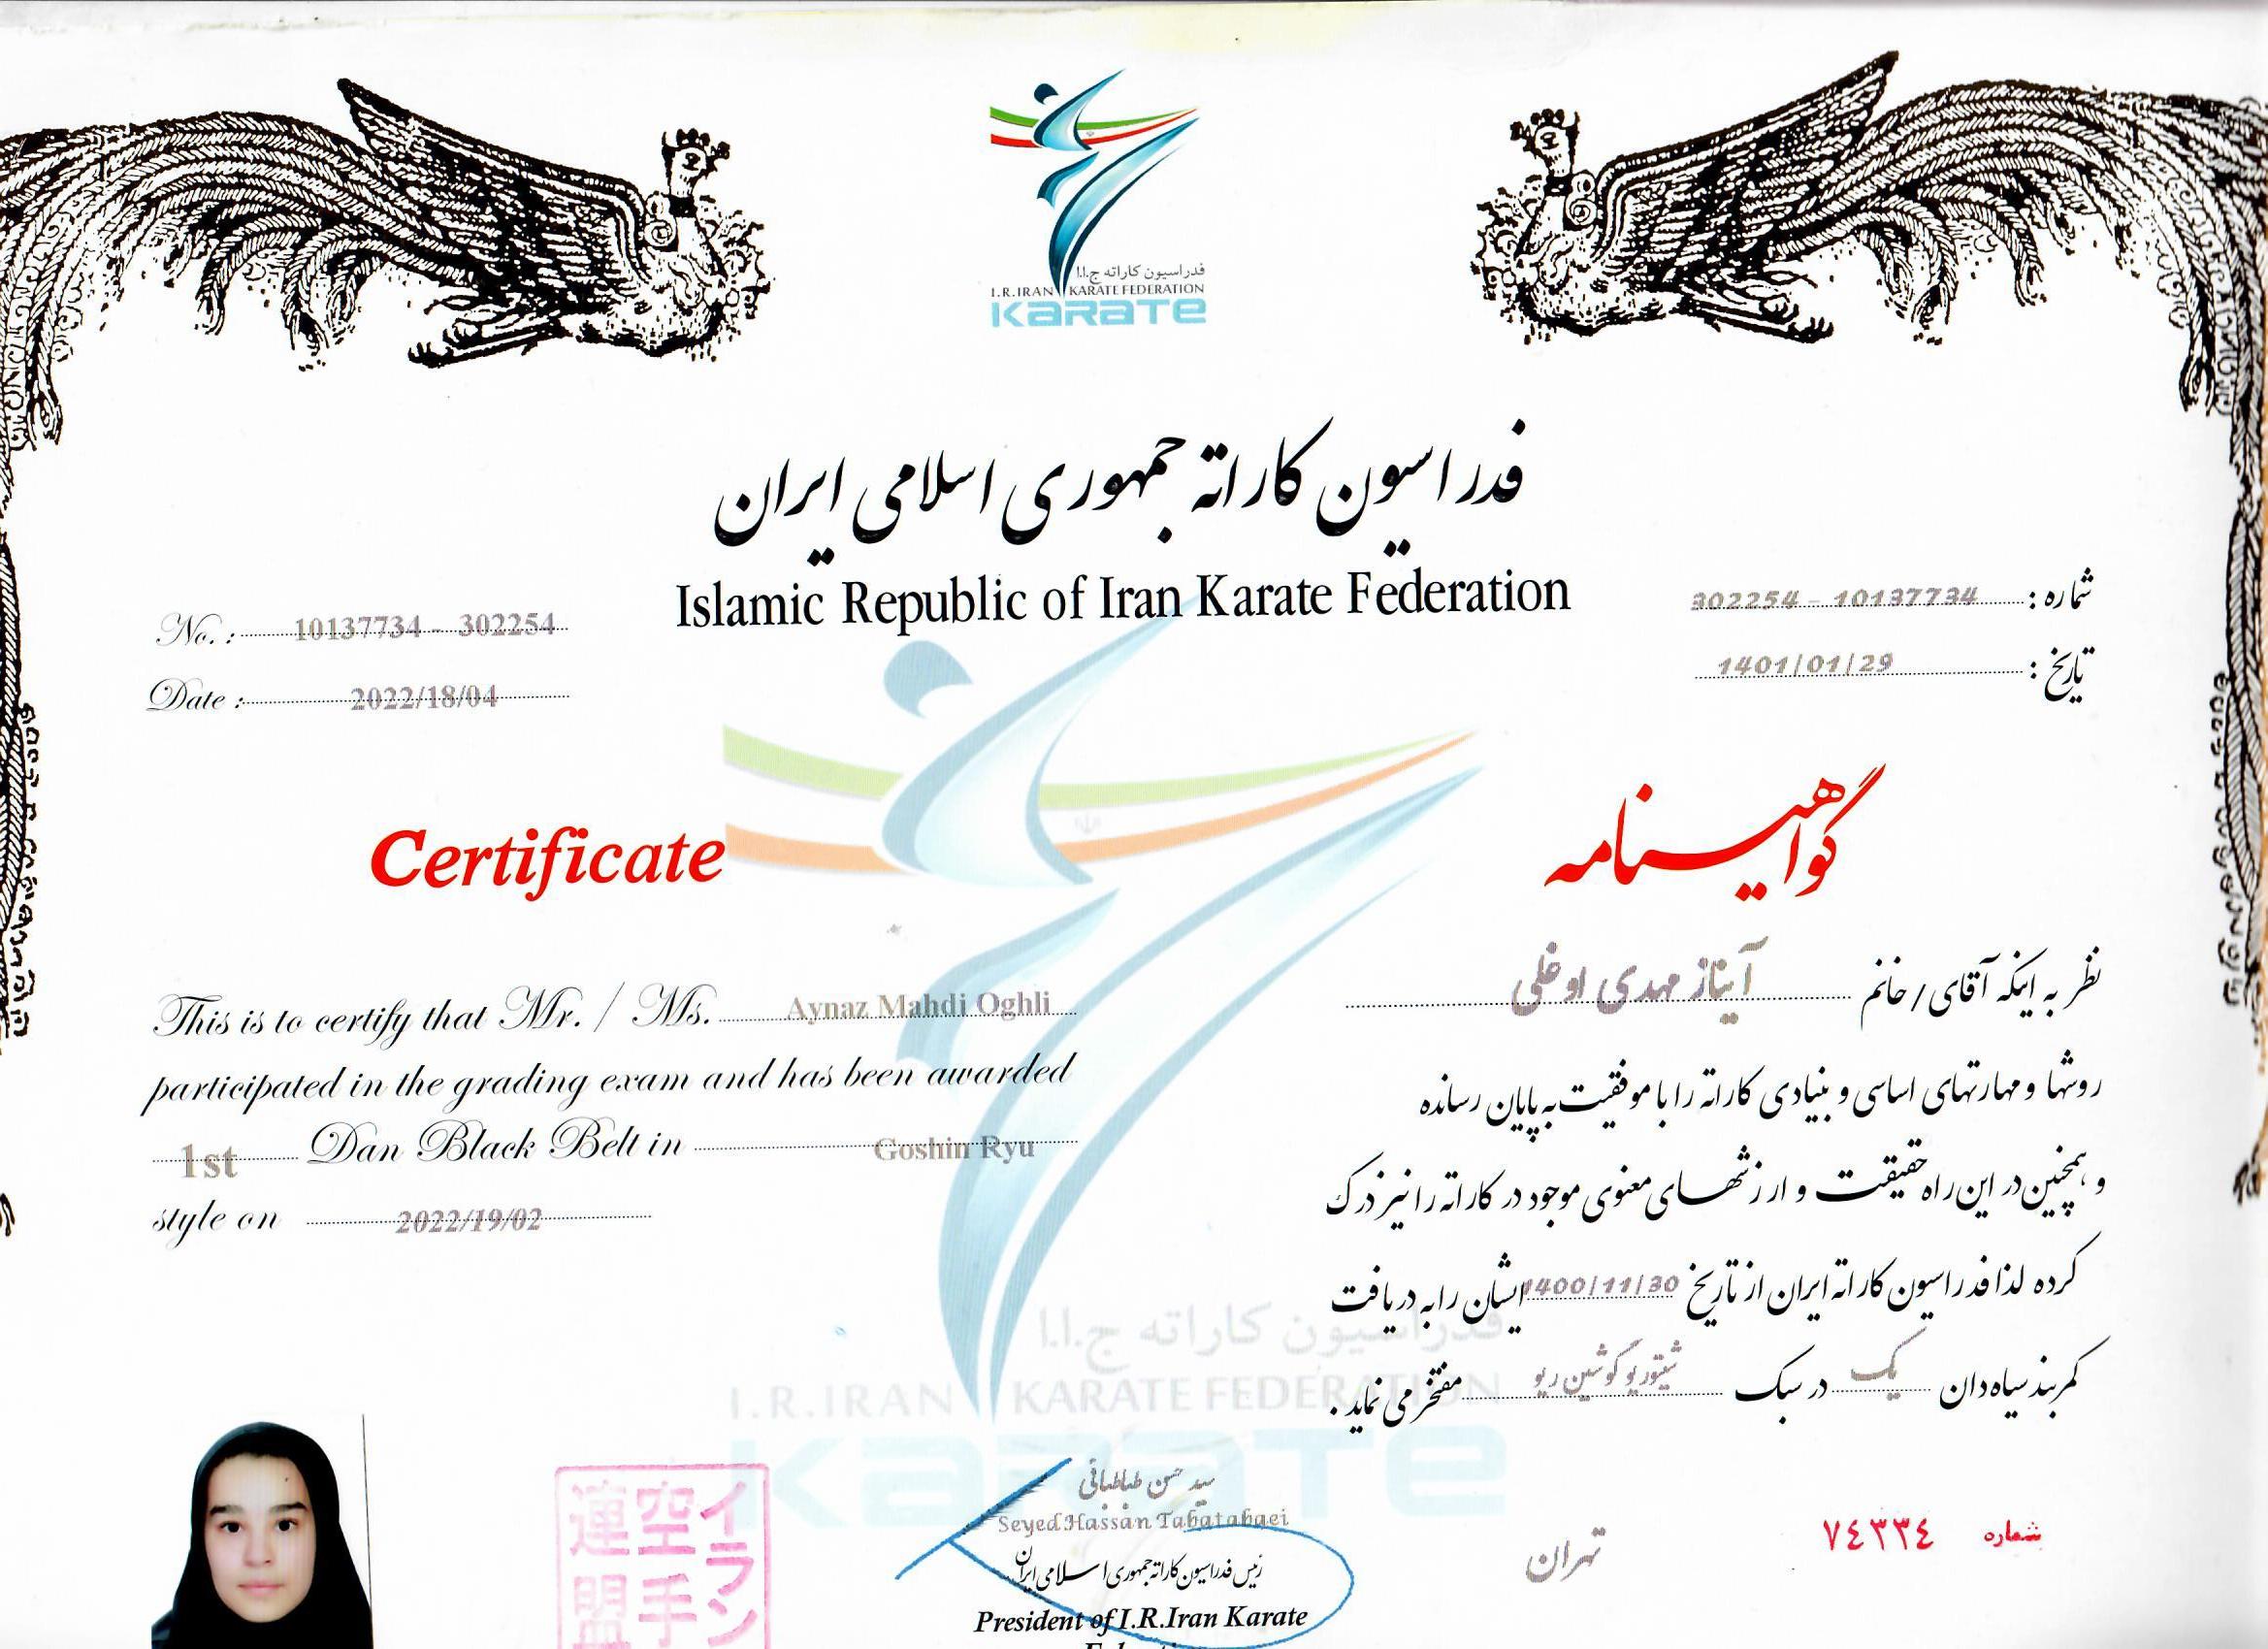 فدراسیون کاراته ج.ا.ا
I.R.IRAN KARATE FEDERATION
KARATE
فدراسیون کاراته جمهوری اسلامی ایران
Islamic Republic of Iran Karate Federation
No. : 10137734 - 302254
Date : 2022/18/04
شماره : 302254 - 10137734
تاریخ : 1401/01/29
Certificate
This is to certify that Mr. / Ms. Aynaz Mahdi Oghli
participated in the grading exam and has been awarded
1st Dan Black Belt in Goshin Ryu
style on 2022/19/02
گواهینامه
نظر به اینکه آقای / خانم آیناز مهدی اوغلی
روشها و مهارتهای اساسی و بنیادی کاراته را با موفقیت به پایان رسانده
و همچنین در این راه حقیقت و ارزشهای معنوی موجود در کاراته را نیز درک
کرده لذا فدراسیون کاراته ایران از تاریخ 1400/11/30 ایشان را به دریافت
کمربند سیاه دان یک در سبک شیتوریو گوشین ریو مفتخر می نماید .
فدراسیون کاراته ج.ا.ا
I.R.IRAN KARATE FEDERATION
KARATE
イラン
空手
連盟
سید حسن طباطبائی
Seyed Hassan Tabatabaei
رئیس فدراسیون کاراته جمهوری اسلامی ایران
President of I.R.Iran Karate
تهران
شماره ٧٤٣٣٤